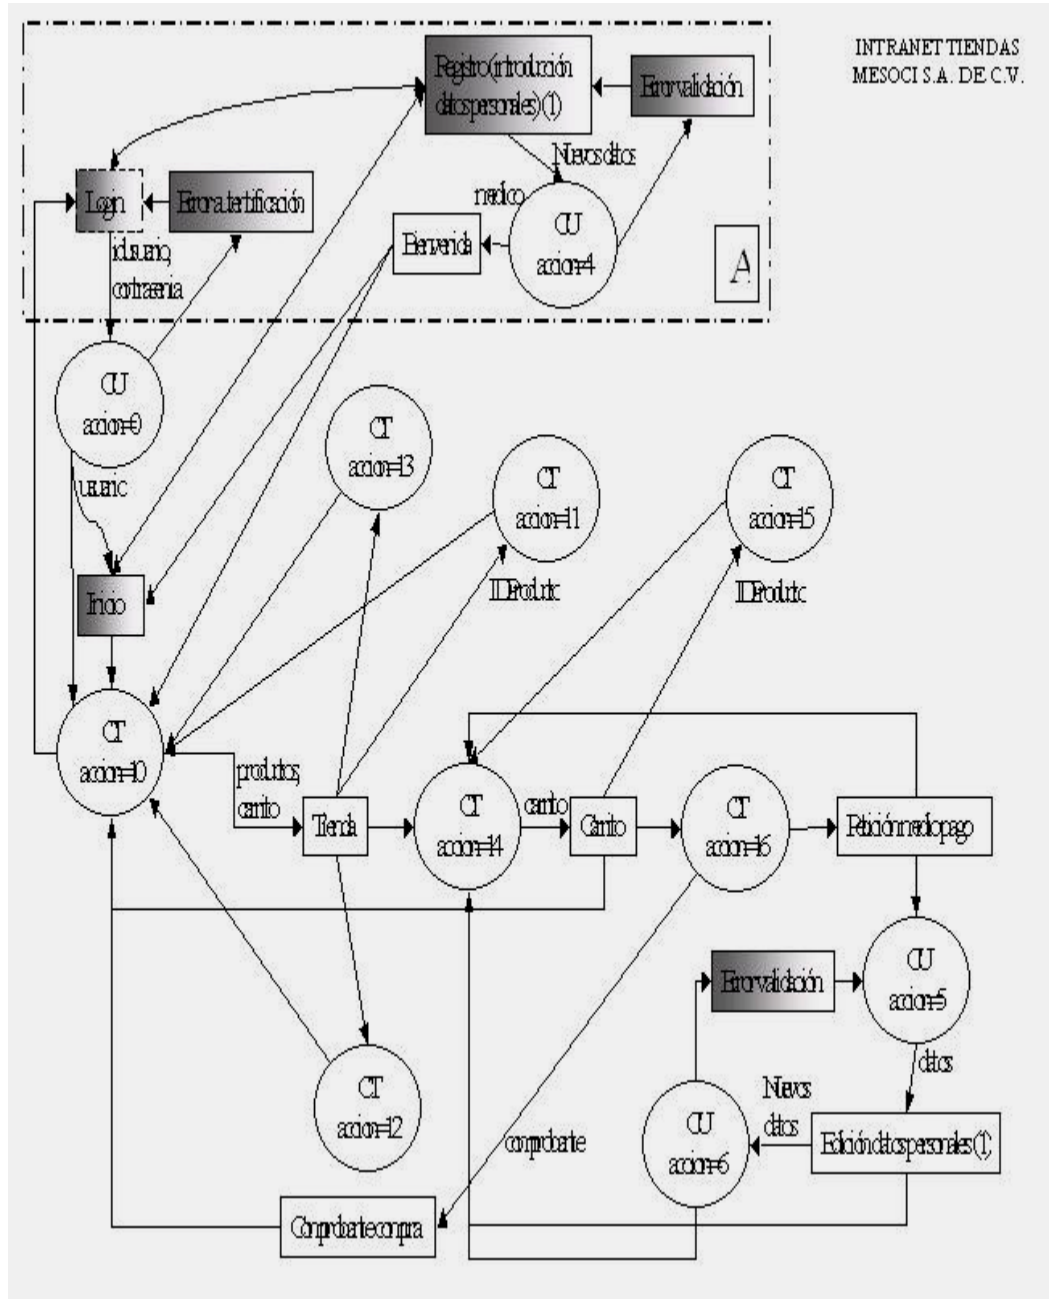 INTRANET TIENDAS
MESOCI S.A. DE C.V.
Registro (introducción
datos personales) (1)
Error validación
Nuevos datos
Login
Error autentificación
medico
CU
accion=4
Bienvenida
A
idusuario,
contrasenia
CU
accion=0
usuario
CT
accion=13
CT
accion=11
CT
accion=15
IDProducto
IDProducto
Inicio
CT
accion=10
productos,
carrito
Tienda
CT
accion=14
carrito
Carrito
CT
accion=16
Petición medio pago
Error validación
CU
accion=5
datos
CT
accion=12
Nuevos
datos
CU
accion=6
Edición datos personales (1)
comprobante
Comprobante compra